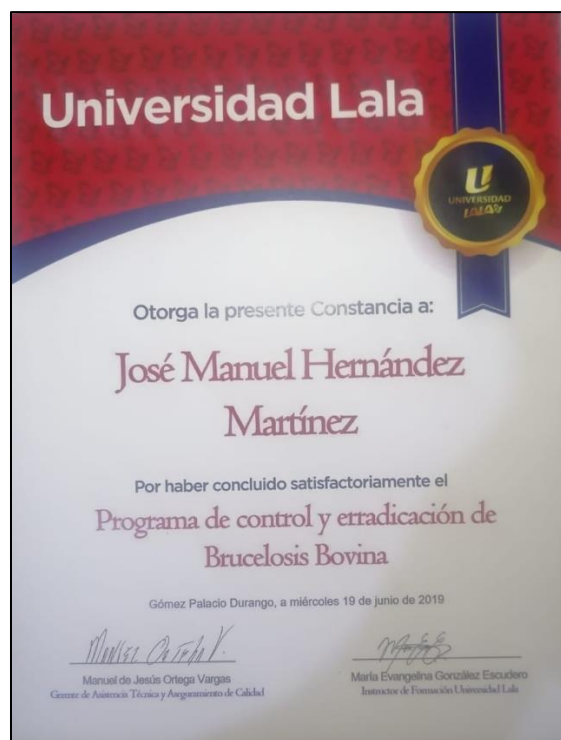 Universidad Lala
U
UNIVERSIDAD
LALA
Otorga la presente Constancia a:
José Manuel Hernández
Martínez
Por haber concluido satisfactoriamente el
Programa de control y erradicación de
Brucelosis Bovina
Gómez Palacio Durango, a miércoles 19 de junio de 2019
Manuel Ortega V.
Manuel de Jesús Ortega Vargas
Gerente de Asistencia Técnica y Aseguramiento de Calidad
María Evangelina González Escudero
Instructor de Formación Universidad Lala